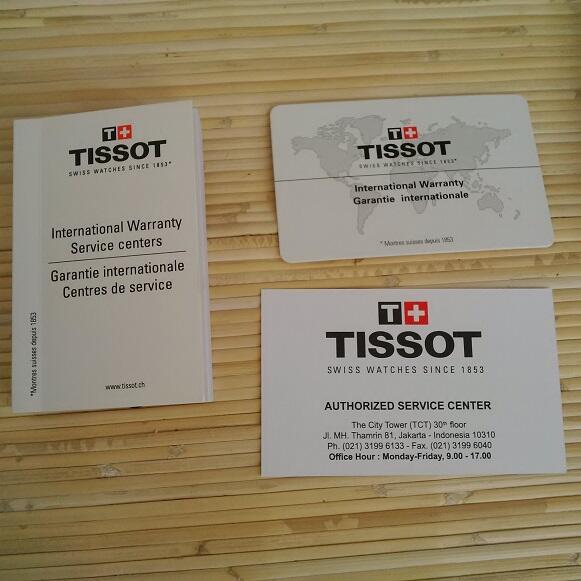 T+
TISSOT
SWISS WATCHES SINCE 1853*
International Warranty
Service centers
Garantie internationale
Centres de service
*Montres suisses depuis 1853
www.tissot.ch
T+
TISSOT
SWISS WATCHES SINCE 1853*
International Warranty
Garantie internationale
* Montres suisses depuis 1853
T+
TISSOT
SWISS WATCHES SINCE 1853
AUTHORIZED SERVICE CENTER
The City Tower (TCT) 30th floor
Jl. MH. Thamrin 81, Jakarta - Indonesia 10310
Ph. (021) 3199 6133 - Fax. (021) 3199 6040
Office Hour : Monday-Friday, 9.00 - 17.00